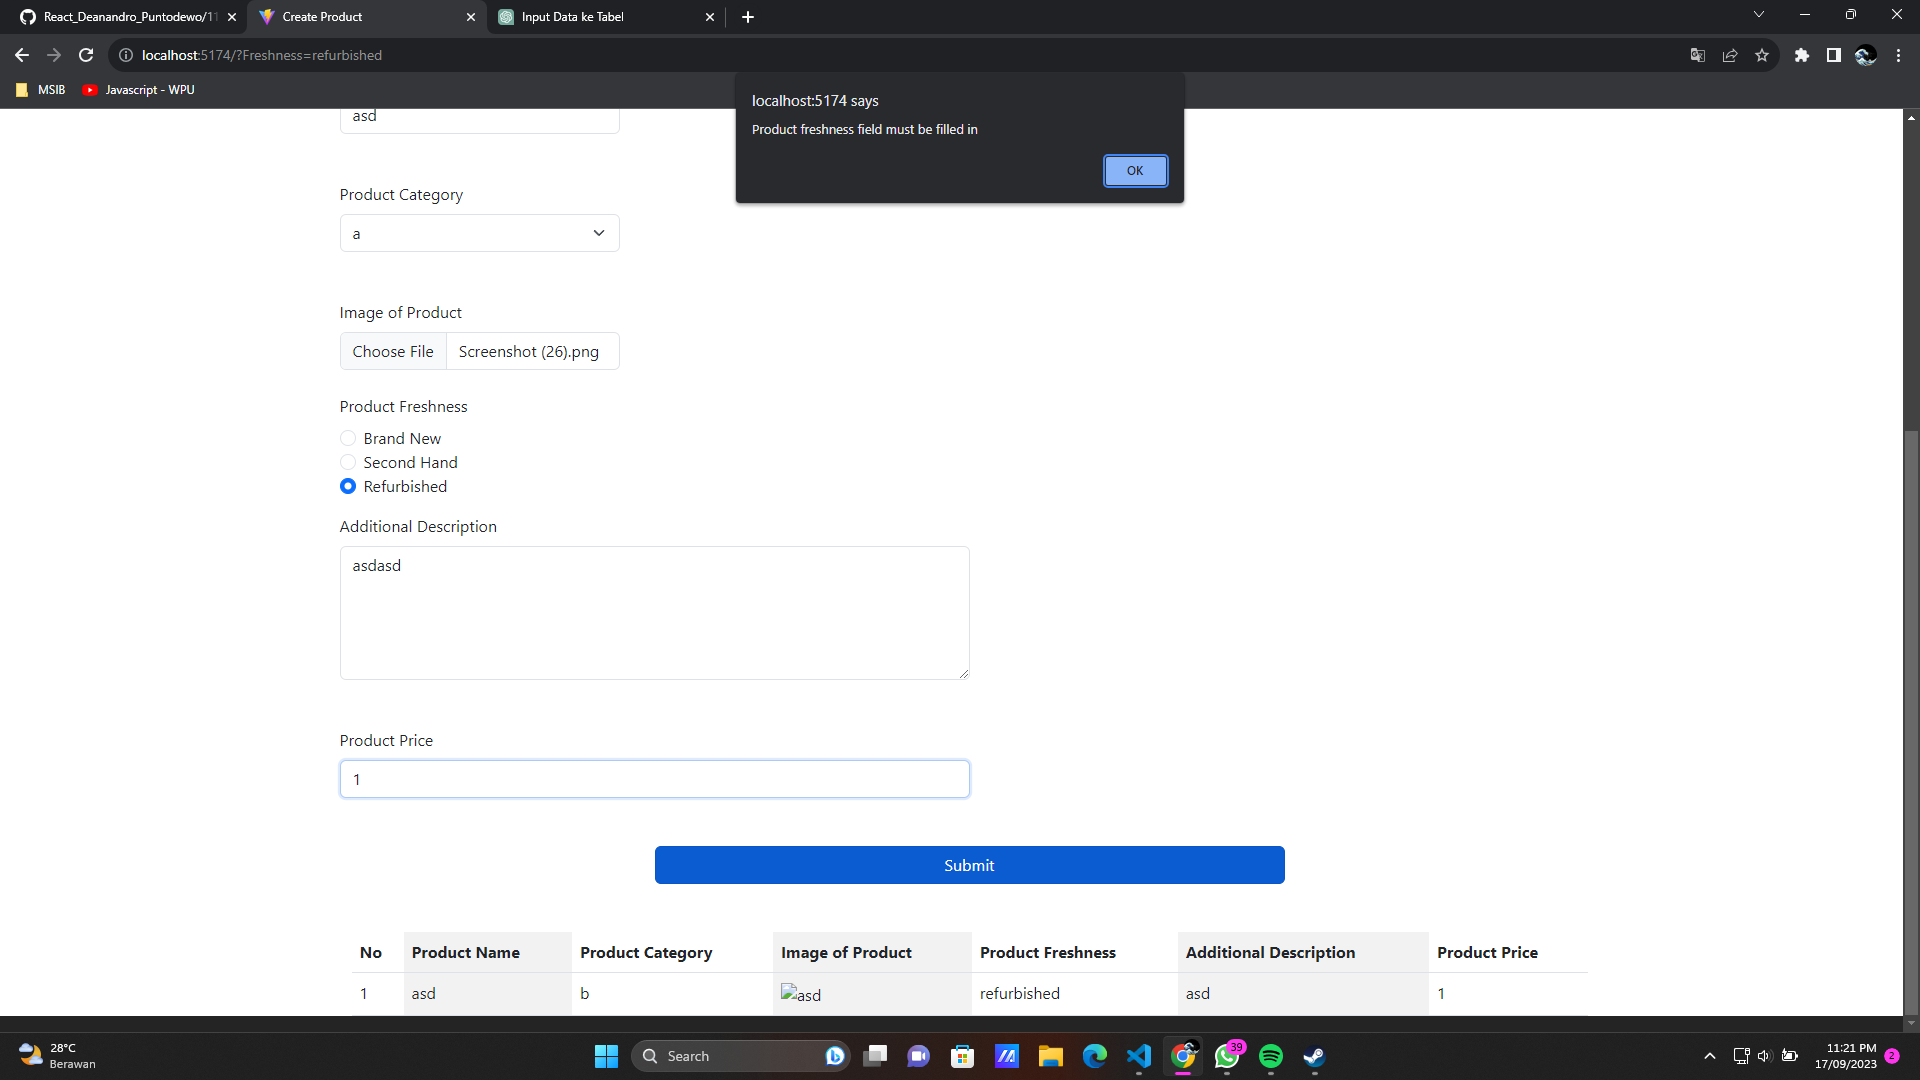 React_Deanandro_Puntodewo/11
Create Product
Input Data ke Tabel
localhost:5174/?Freshness=refurbished
MSIB
Javascript - WPU
localhost:5174 says
Product freshness field must be filled in
OK
asd
Product Category
a
Image of Product
Choose File
Screenshot (26).png
Product Freshness
Brand New
Second Hand
Refurbished
Additional Description
asdasd
Product Price
1
Submit
No Product Name Product Category Image of Product Product Freshness Additional Description Product Price
1 asd b asd refurbished asd 1
28°C
Berawan
Search
39
11:21 PM
17/09/2023
2